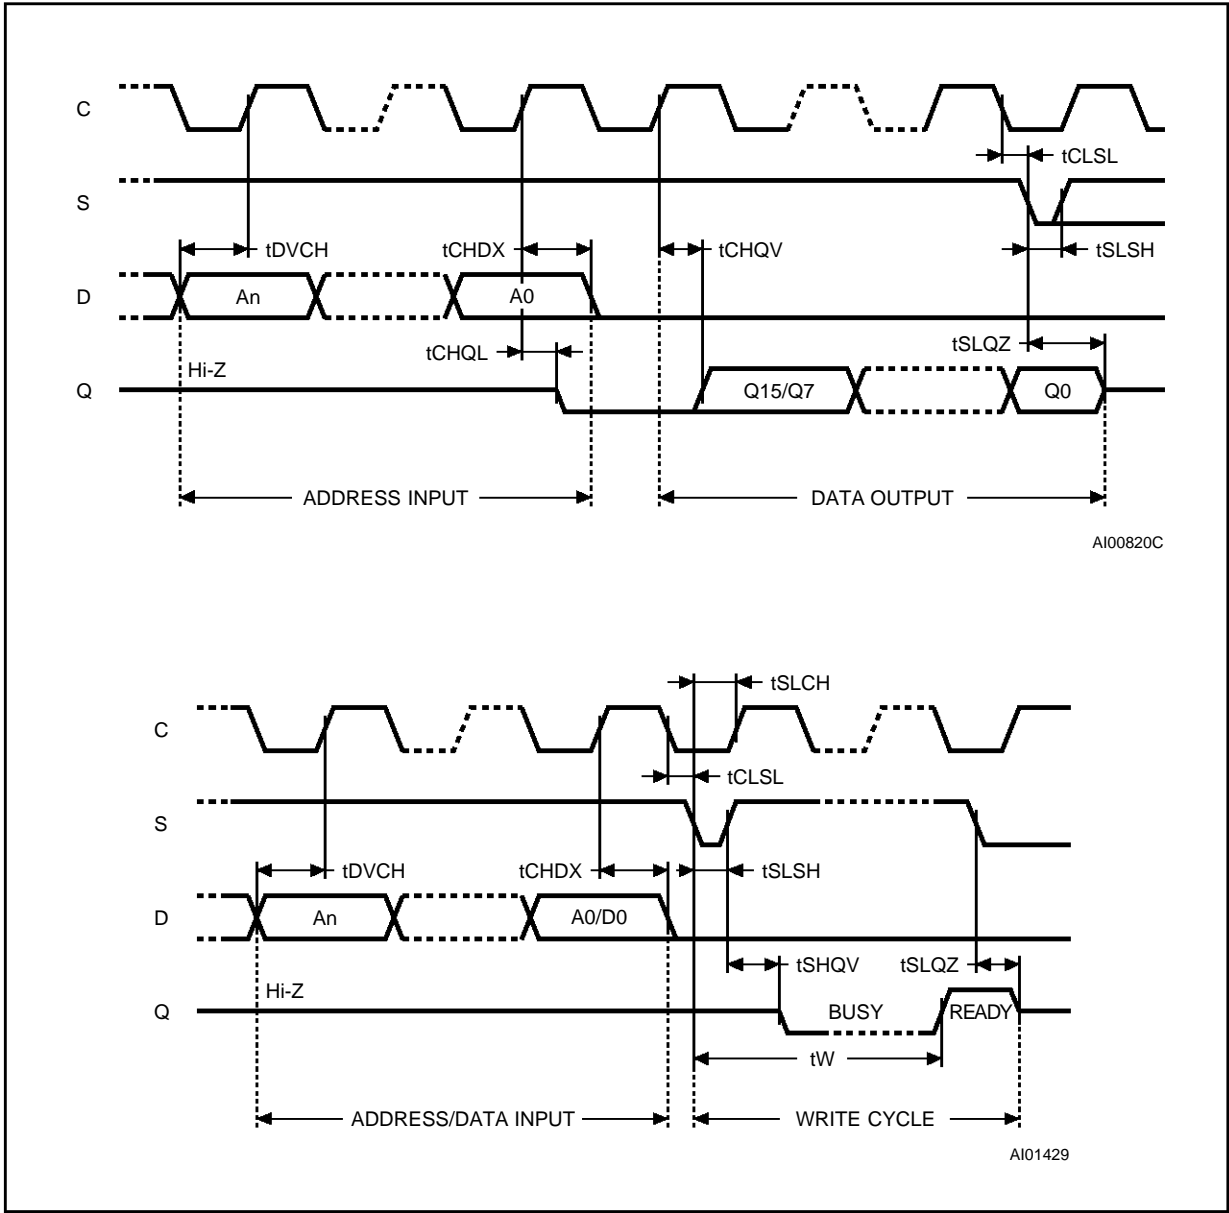 C
tCLSL
S
tDVCH
tCHDX
tCHQV
tSLSH
D
An
A0
tCHQL
tSLQZ
Hi-Z
Q
Q15/Q7
Q0
ADDRESS INPUT
DATA OUTPUT
AI00820C
tSLCH
C
tCLSL
S
tDVCH
tCHDX
tSLSH
D
An
A0/D0
tSHQV
tSLQZ
Hi-Z
Q
BUSY
READY
tW
ADDRESS/DATA INPUT
WRITE CYCLE
AI01429